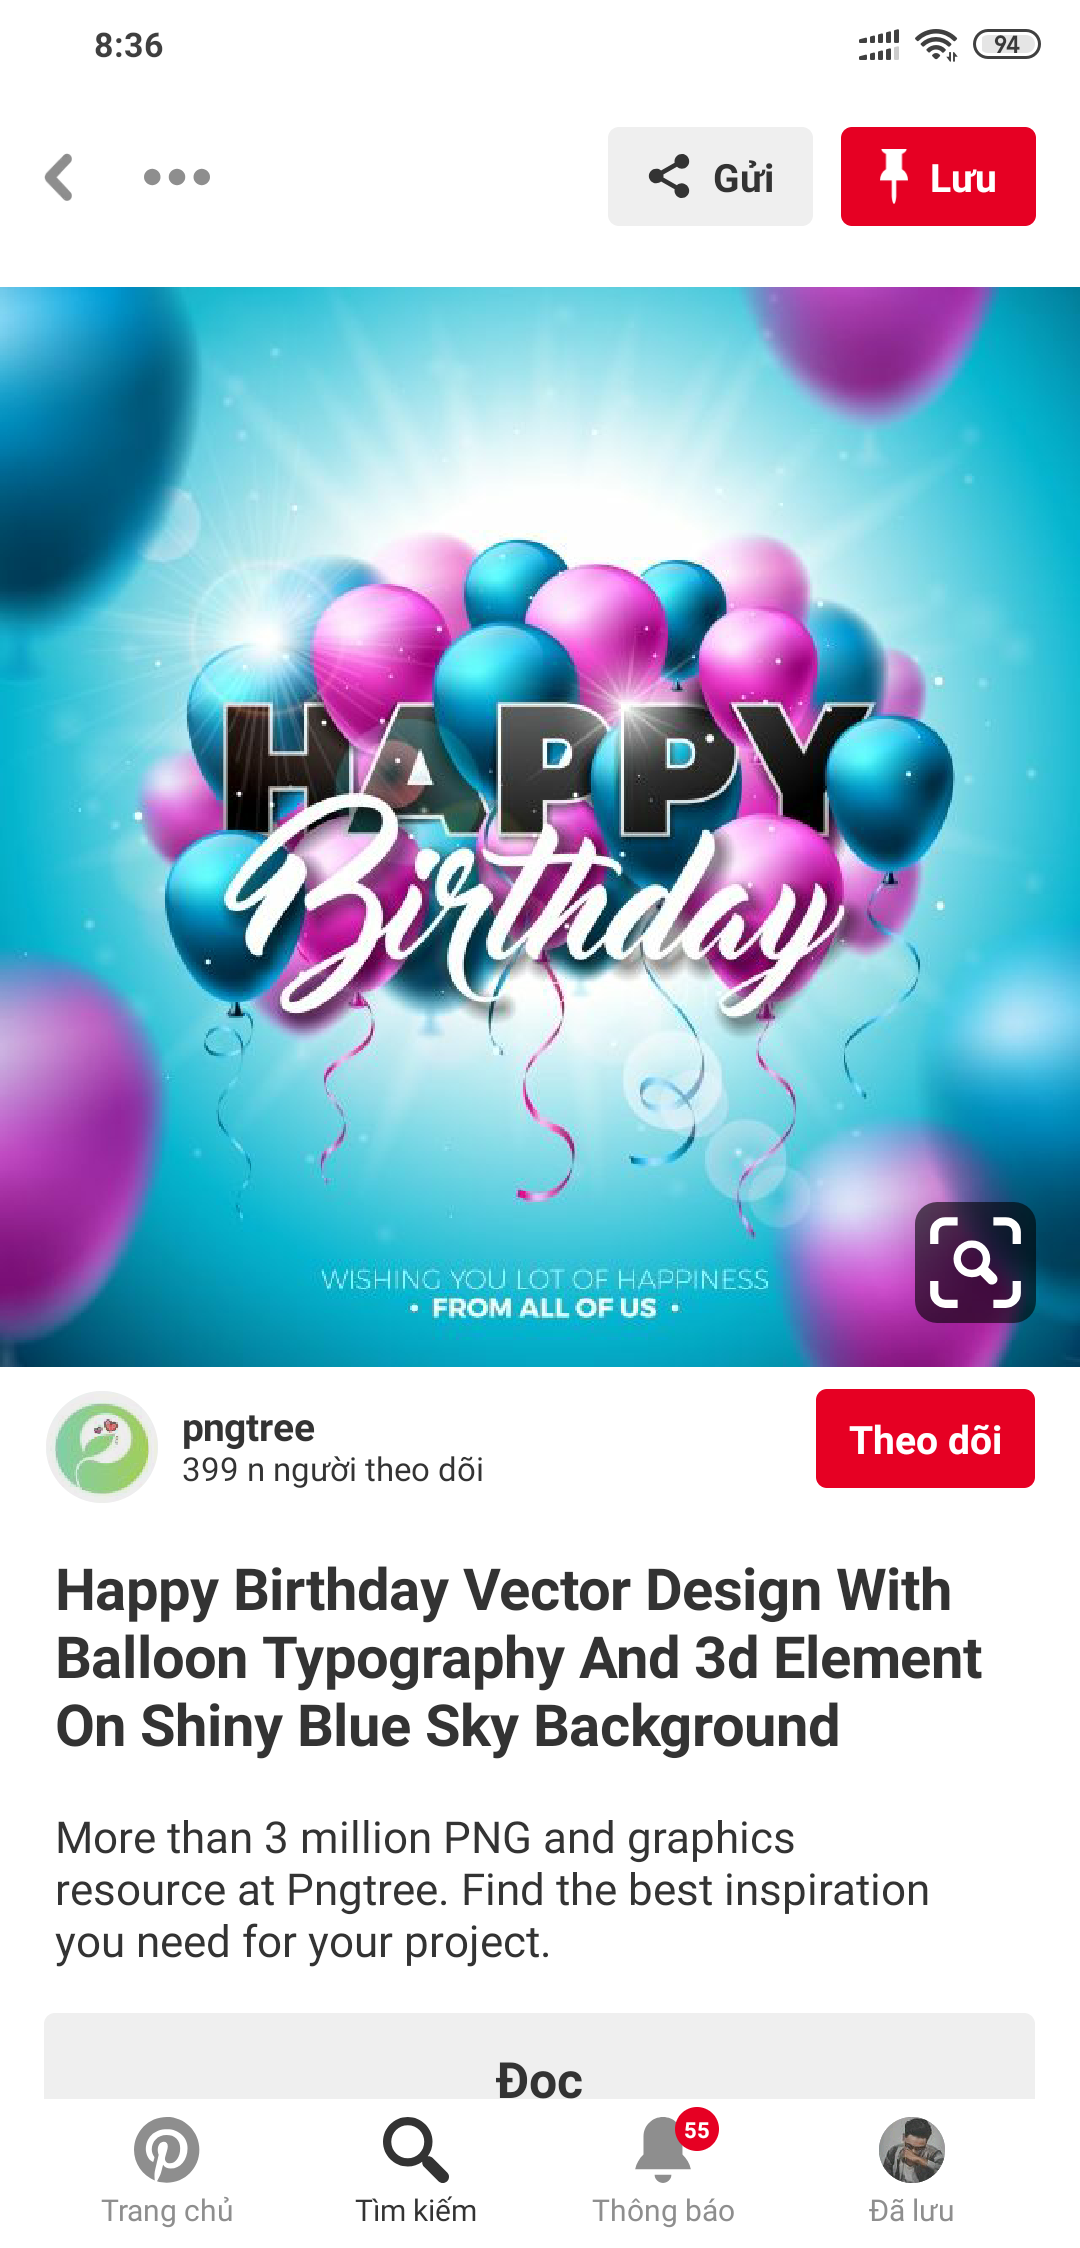 8:36
94
Gửi
Lưu
HAPPY
Birthday
WISHING YOU LOT OF HAPPINESS
• FROM ALL OF US •
pngtree
399 n người theo dõi
Theo dõi
Happy Birthday Vector Design With
Balloon Typography And 3d Element
On Shiny Blue Sky Background
More than 3 million PNG and graphics
resource at Pngtree. Find the best inspiration
you need for your project.
Đọc
55
Trang chủ
Tìm kiếm
Thông báo
Đã lưu